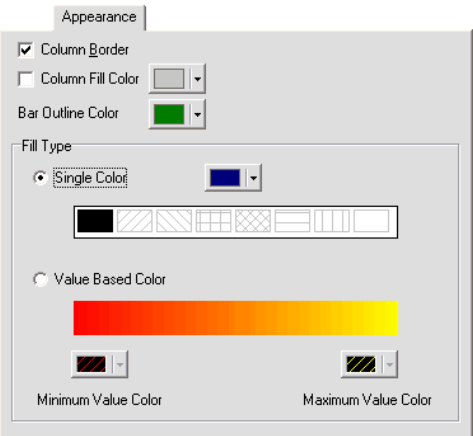 Appearance
Column Border
Column Fill Color
Bar Outline Color
Fill Type
Single Color
Value Based Color
Minimum Value Color
Maximum Value Color